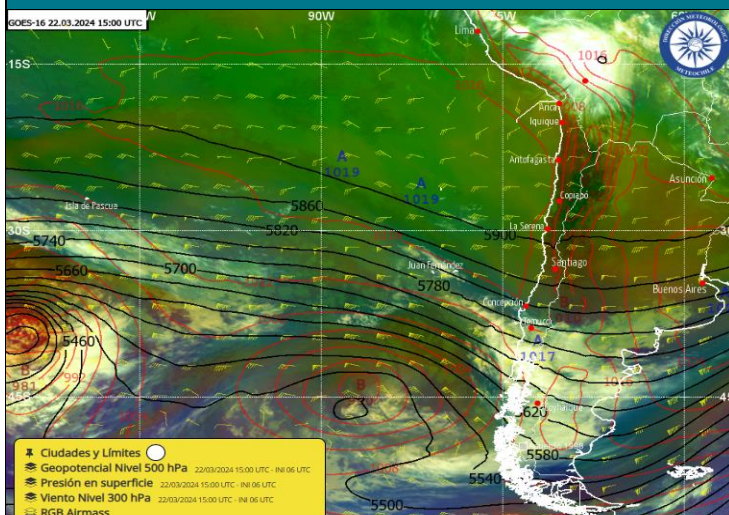 GOES-16 22.03.2024 15:00 UTC
90W
Lima
DIRECCIÓN METEOROLÓGICA
METEOCHILE
1016
15S
Arica
Iquique
A
1019
Antofagasta
A
1019
Asunción
Isla de Pascua
5860
Copiapó
5820
La Serena
5900
30S
5740
5700
5660
Juan Fernández
Santiago
5780
Buenos Aires
Concepción
5460
Temuco
A
1017
B
981
992
B
45S
Coyhaique
5620
5580
5540
5500
Ciudades y Límites
Geopotencial Nivel 500 hPa 22/03/2024 15:00 UTC - INI 06 UTC
Presión en superficie 22/03/2024 15:00 UTC - INI 06 UTC
Viento Nivel 300 hPa 22/03/2024 15:00 UTC - INI 06 UTC
RGB Airmass